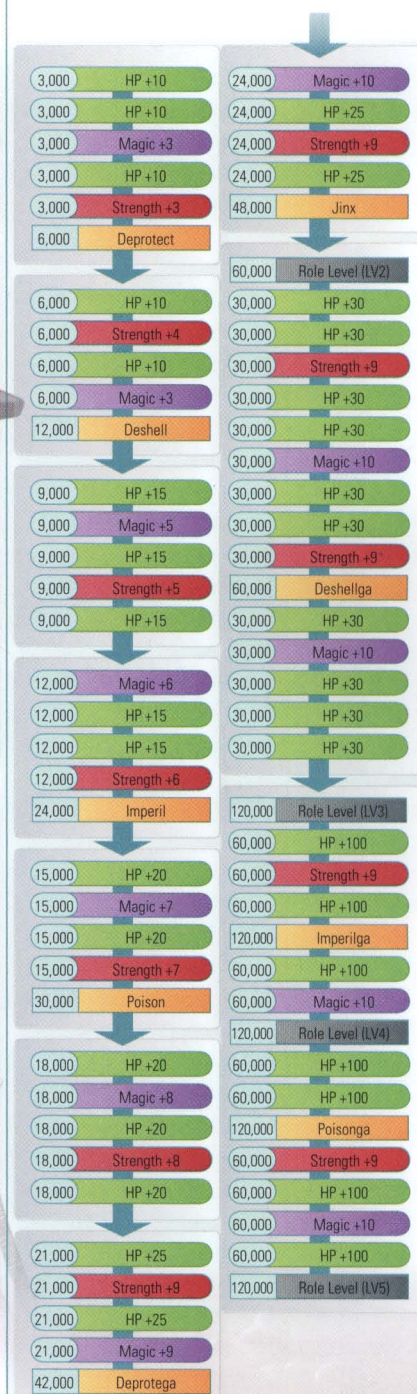 3,000 HP +10
3,000 HP +10
3,000 Magic +3
3,000 HP +10
3,000 Strength +3
6,000 Deprotect
6,000 HP +10
6,000 Strength +4
6,000 HP +10
6,000 Magic +3
12,000 Deshell
9,000 HP +15
9,000 Magic +5
9,000 HP +15
9,000 Strength +5
9,000 HP +15
12,000 Magic +6
12,000 HP +15
12,000 HP +15
12,000 Strength +6
24,000 Imperil
15,000 HP +20
15,000 Magic +7
15,000 HP +20
15,000 Strength +7
30,000 Poison
18,000 HP +20
18,000 Magic +8
18,000 HP +20
18,000 Strength +8
18,000 HP +20
21,000 HP +25
21,000 Strength +9
21,000 HP +25
21,000 Magic +9
42,000 Deprotega
24,000 Magic +10
24,000 HP +25
24,000 Strength +9
24,000 HP +25
48,000 Jinx
60,000 Role Level (LV2)
30,000 HP +30
30,000 HP +30
30,000 Strength +9
30,000 HP +30
30,000 HP +30
30,000 Magic +10
30,000 HP +30
30,000 HP +30
30,000 Strength +9
60,000 Deshellga
30,000 HP +30
30,000 Magic +10
30,000 HP +30
30,000 HP +30
30,000 HP +30
120,000 Role Level (LV3)
60,000 HP +100
60,000 Strength +9
60,000 HP +100
120,000 Imperilga
60,000 HP +100
60,000 Magic +10
120,000 Role Level (LV4)
60,000 HP +100
60,000 HP +100
120,000 Poisonga
60,000 Strength +9
60,000 HP +100
60,000 Magic +10
60,000 HP +100
120,000 Role Level (LV5)